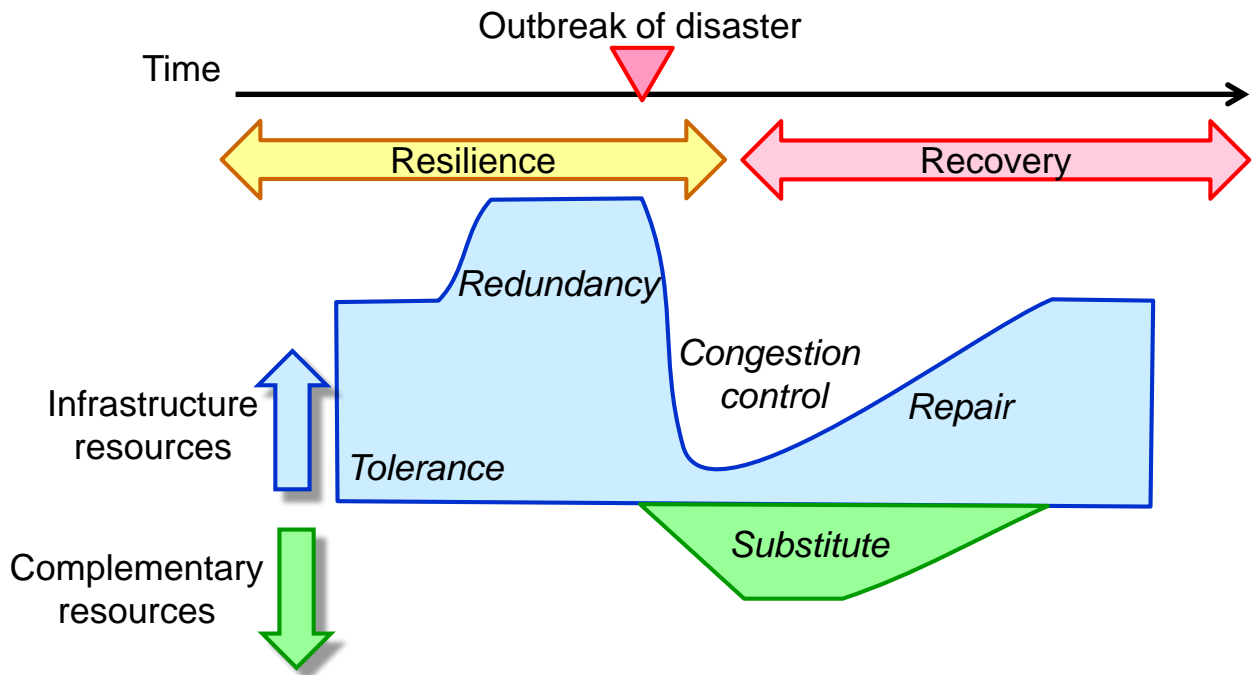 Outbreak of disaster
Time
Resilience
Recovery
Redundancy
Congestion
control
Infrastructure
resources
Repair
Tolerance
Substitute
Complementary
resources